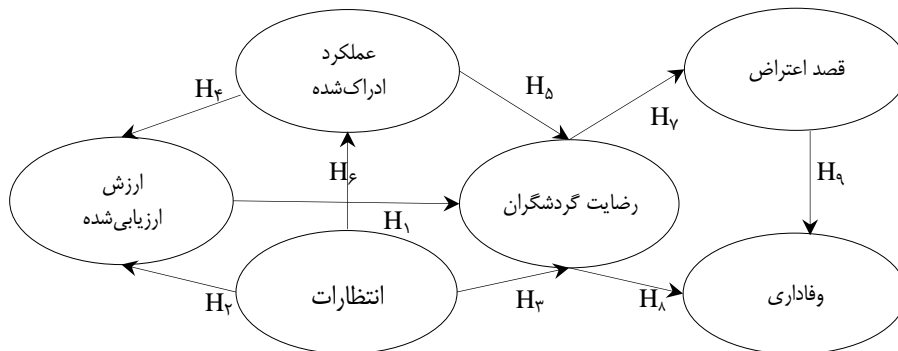 عملکرد
ادراک‌شده
قصد اعتراض
H۴
H۵
H۷
ارزش
ارزیابی‌شده
H۶
رضایت گردشگران
H۹
H۱
انتظارات
وفاداری
H۲
H۳
H۸